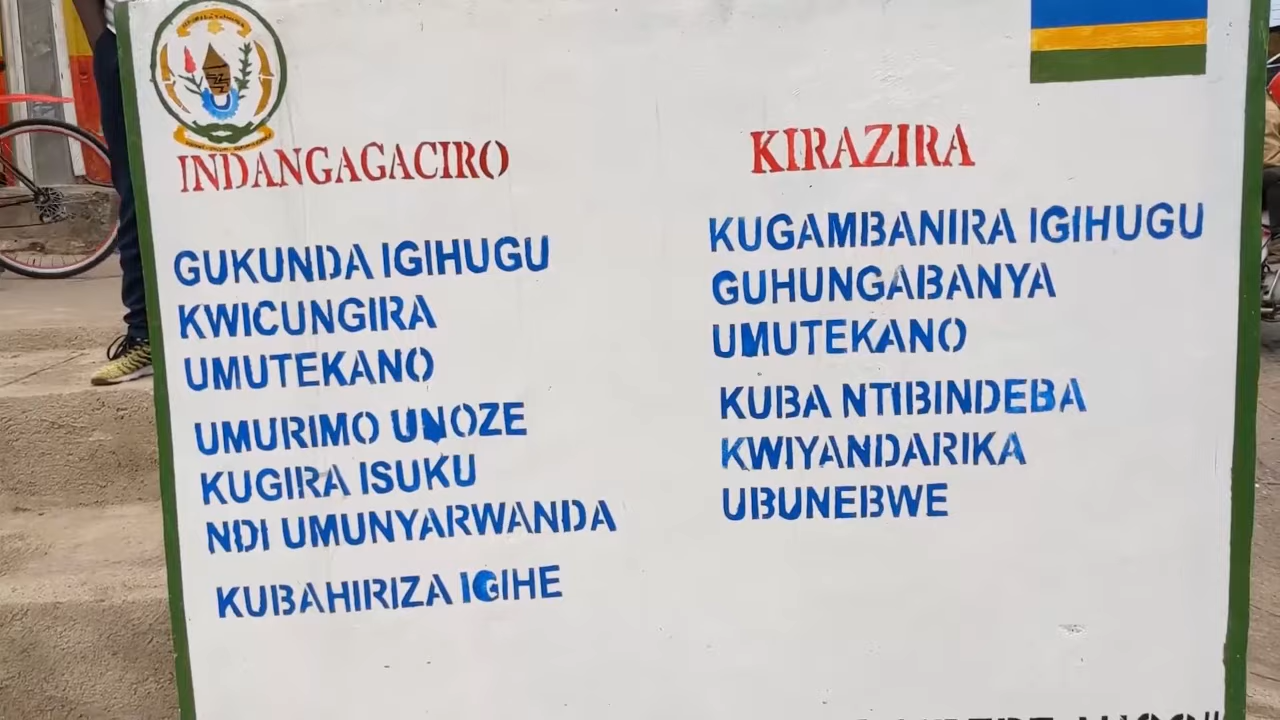 INDANGAGACIRO
GUKUNDA IGIHUGU
KWICUNGIRA
UMUTEKANO
UMURIMO UNOZE
KUGIRA ISUKU
NDI UMUNYARWANDA
KUBAHIRIZA IGIHE
KIRAZIRA
KUGAMBANIRA IGIHUGU
GUHUNGABANYA
UMUTEKANO
KUBA NTIBINDEBA
KWIYANDARIKA
UBUNEBWE